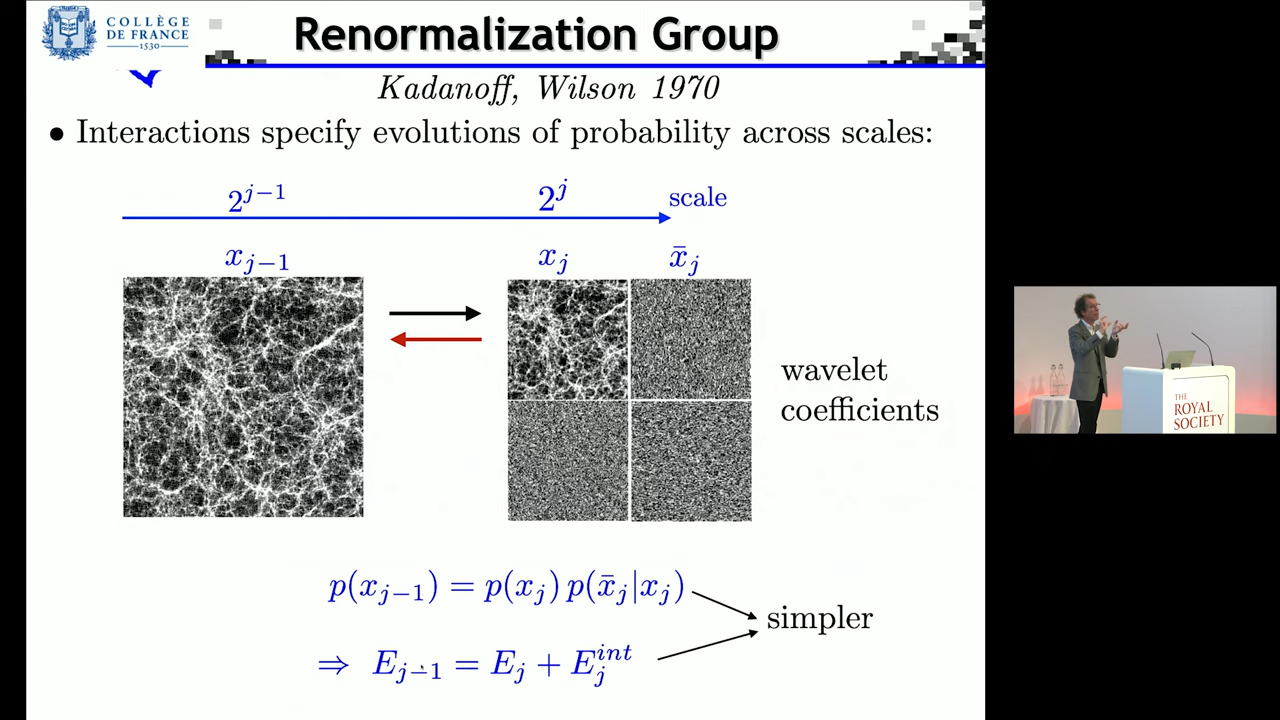 COLLÈGE
DE FRANCE
1530
Renormalization Group
Kadanoff, Wilson 1970
• Interactions specify evolutions of probability across scales:
2^{j−1} 2^j scale
x_{j−1} x_j x̄_j
wavelet
coefficients
p(x_{j−1}) = p(x_j) p(x̄_j|x_j)
simpler
⇒ E_{j−1} = E_j + E_j^{int}
THE
ROYAL
SOCIETY